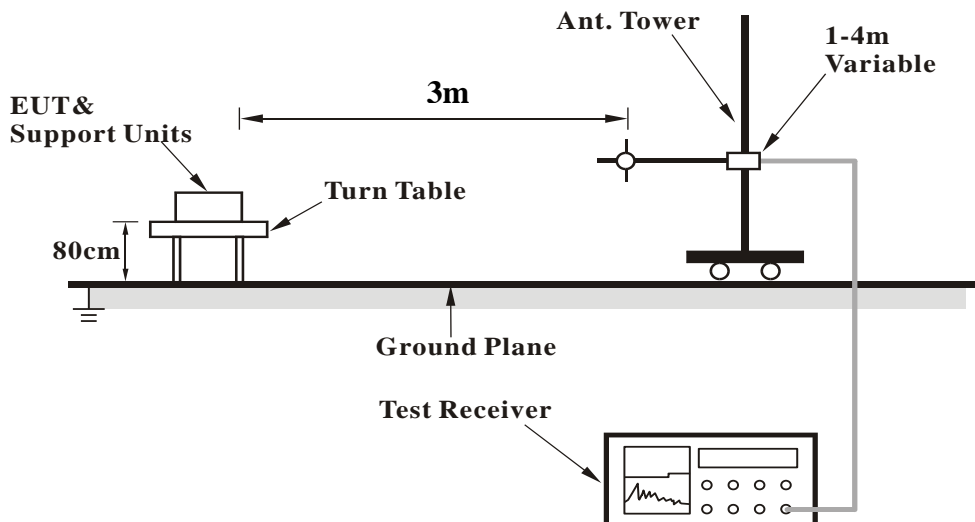 Ant. Tower
1-4m
Variable
3m
EUT&
Support Units
Turn Table
80cm
Ground Plane
Test Receiver